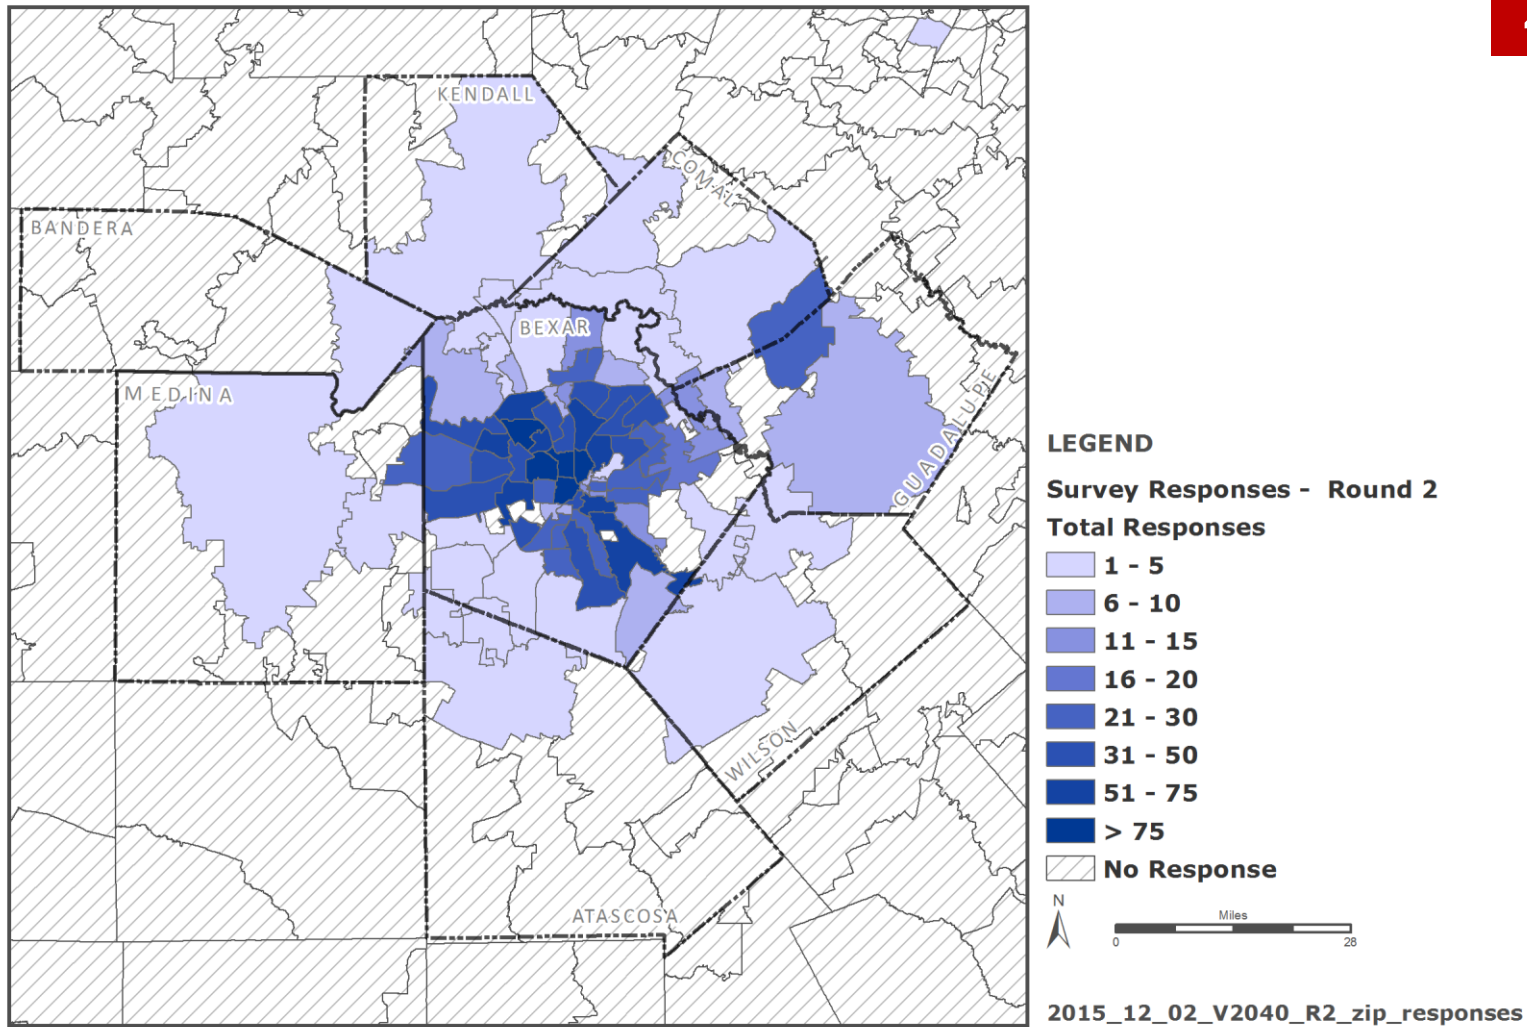 KENDALL
COMAL
BANDERA
BEXAR
MEDINA
GUADALUPE
WILSON
ATASCOSA
LEGEND
Survey Responses - Round 2
Total Responses
1 - 5
6 - 10
11 - 15
16 - 20
21 - 30
31 - 50
51 - 75
> 75
No Response
N
Miles
0 28
2015_12_02_V2040_R2_zip_responses